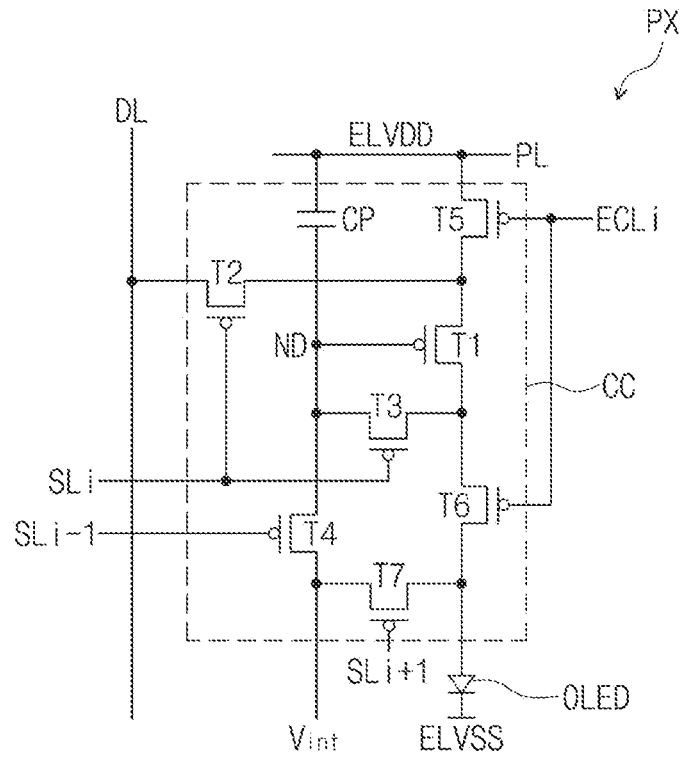 PX
DL
ELVDD
PL
CP
T5
ECLi
T2
ND
T1
CC
T3
SLi
T6
SLi-1
T4
T7
SLi+1
OLED
Vint
ELVSS